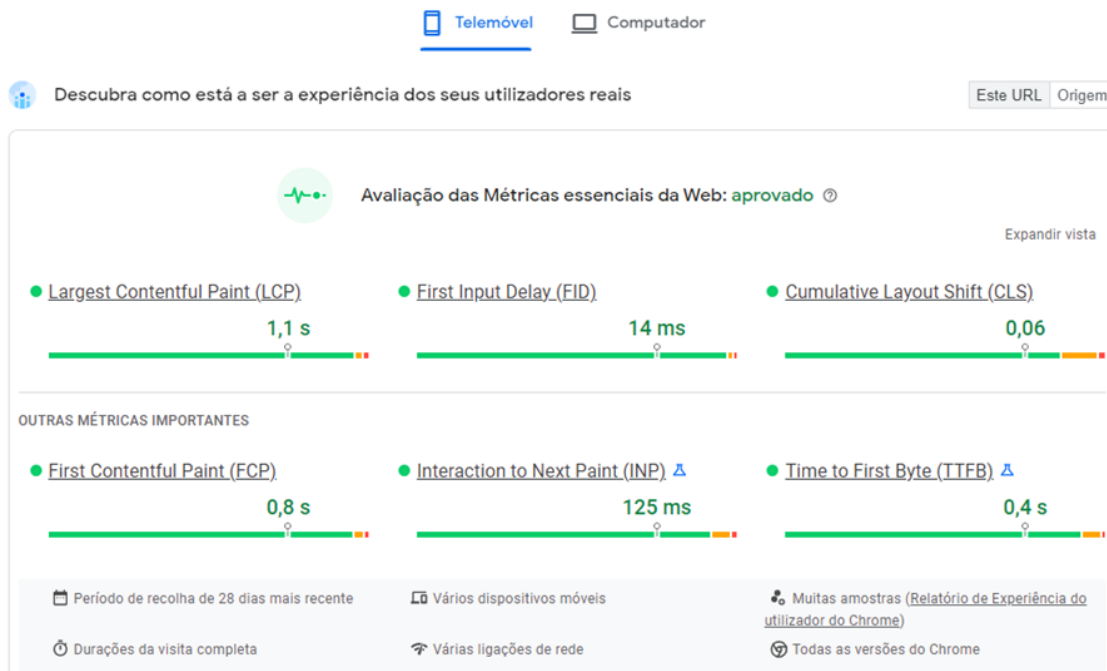 Telemóvel
Computador
Descubra como está a ser a experiência dos seus utilizadores reais
Este URL
Origem
Avaliação das Métricas essenciais da Web: aprovado
Expandir vista
Largest Contentful Paint (LCP)
1,1 s
First Input Delay (FID)
14 ms
Cumulative Layout Shift (CLS)
0,06
OUTRAS MÉTRICAS IMPORTANTES
First Contentful Paint (FCP)
0,8 s
Interaction to Next Paint (INP)
125 ms
Time to First Byte (TTFB)
0,4 s
Período de recolha de 28 dias mais recente
Vários dispositivos móveis
Muitas amostras (Relatório de Experiência do
utilizador do Chrome)
Durações da visita completa
Várias ligações de rede
Todas as versões do Chrome